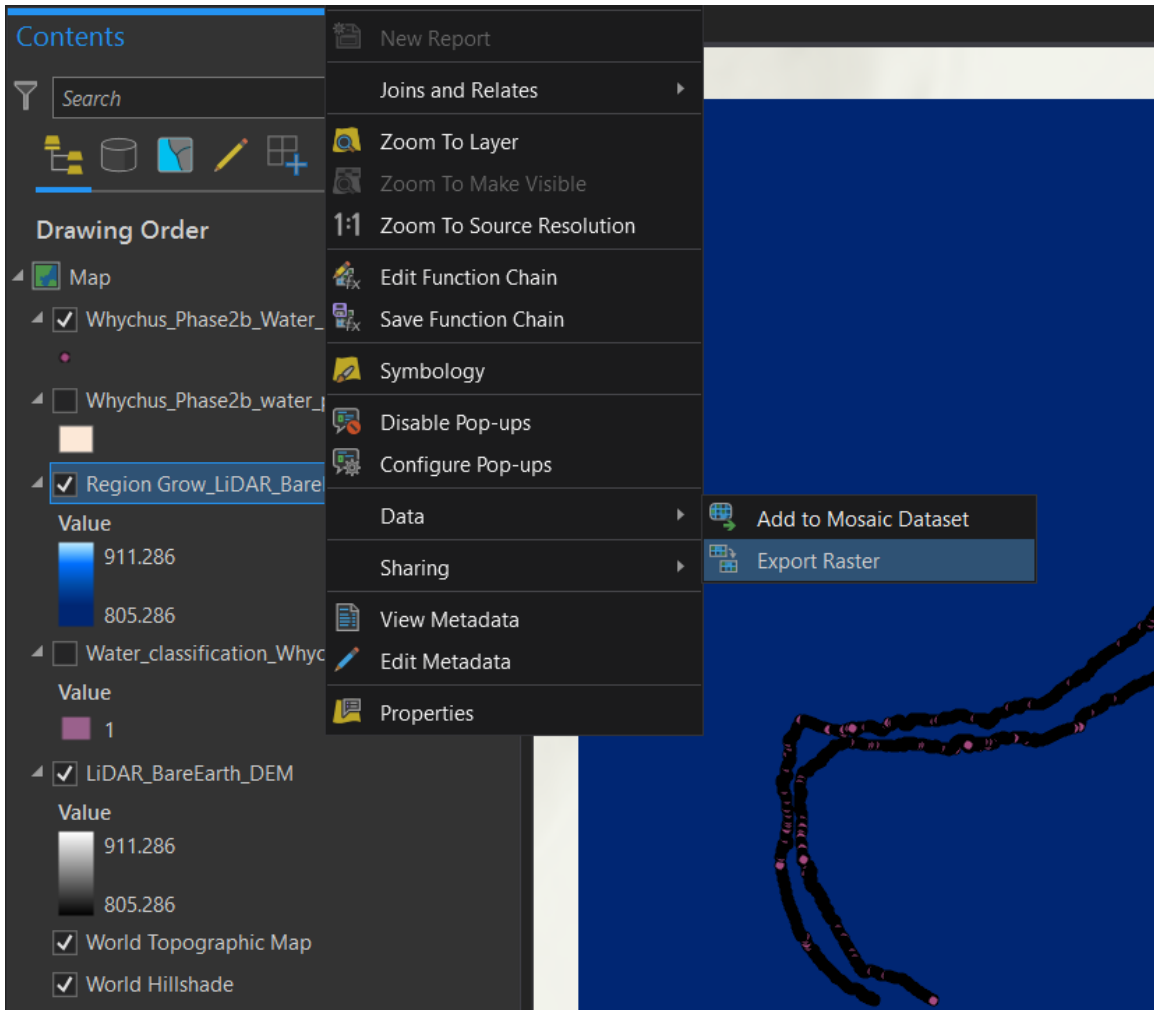 Contents
Search
Drawing Order
Map
Whychus_Phase2b_Water_
Whychus_Phase2b_water_
Region Grow_LiDAR_Bare
Value
911.286
805.286
Water_classification_Whyc
Value
1
LiDAR_BareEarth_DEM
Value
911.286
805.286
World Topographic Map
World Hillshade
New Report
Joins and Relates
Zoom To Layer
Zoom To Make Visible
1:1 Zoom To Source Resolution
Edit Function Chain
Save Function Chain
Symbology
Disable Pop-ups
Configure Pop-ups
Data
Sharing
View Metadata
Edit Metadata
Properties
Add to Mosaic Dataset
Export Raster